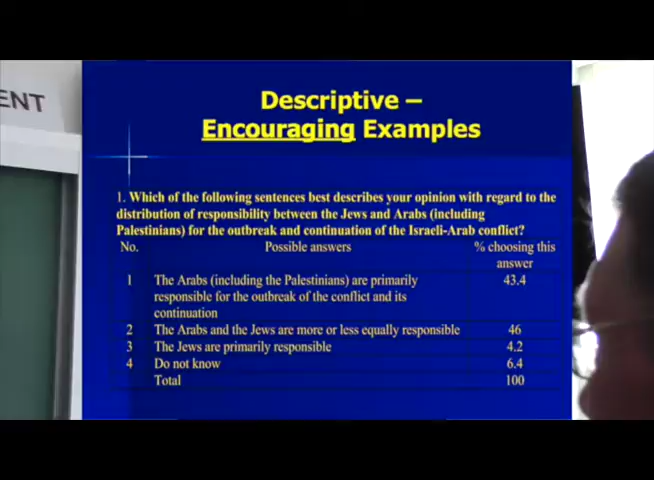 ENT
Descriptive –
Encouraging Examples
1. Which of the following sentences best describes your opinion with regard to the
distribution of responsibility between the Jews and Arabs (including
Palestinians) for the outbreak and continuation of the Israeli-Arab conflict?
No. Possible answers % choosing this
answer
1 The Arabs (including the Palestinians) are primarily 43.4
responsible for the outbreak of the conflict and its
continuation
2 The Arabs and the Jews are more or less equally responsible 46
3 The Jews are primarily responsible 4.2
4 Do not know 6.4
Total 100